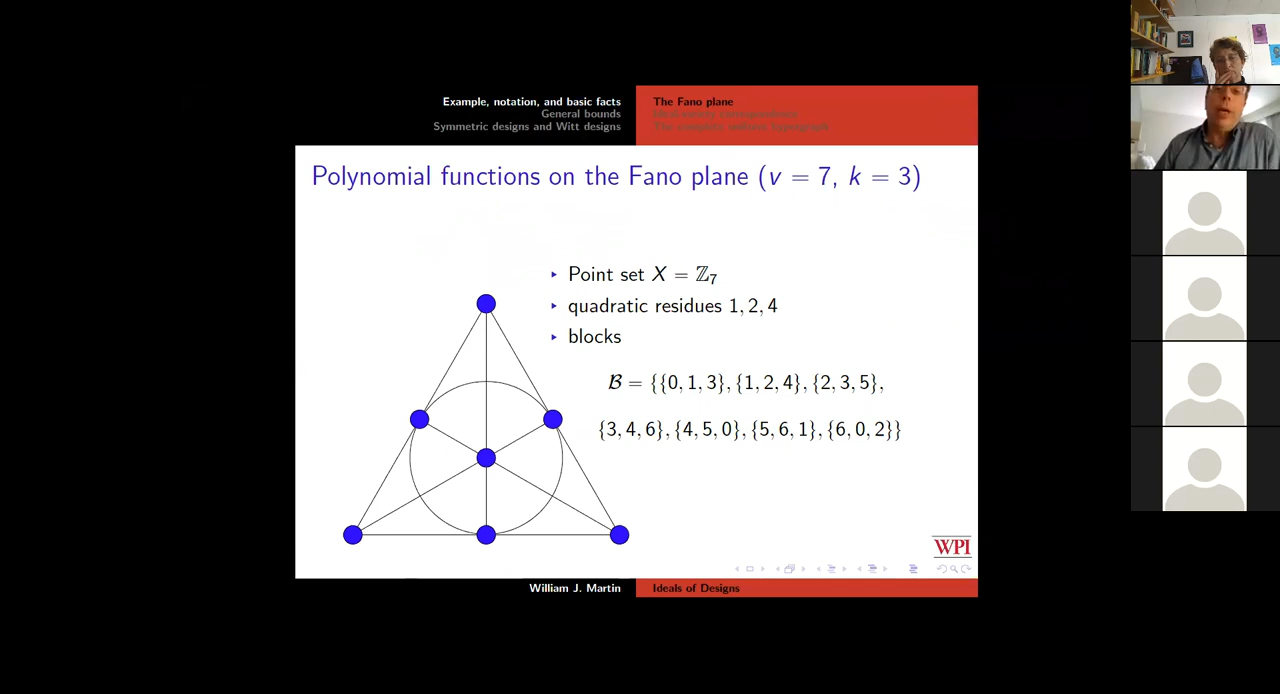 Example, notation, and basic facts
General bounds
Symmetric designs and Witt designs
The Fano plane
Polynomial functions on the Fano plane (v = 7, k = 3)
▸ Point set X = ℤ₇
▸ quadratic residues 1, 2, 4
▸ blocks
ℬ = {{0, 1, 3}, {1, 2, 4}, {2, 3, 5},
{3, 4, 6}, {4, 5, 0}, {5, 6, 1}, {6, 0, 2}}
WPI
William J. Martin
Ideals of Designs